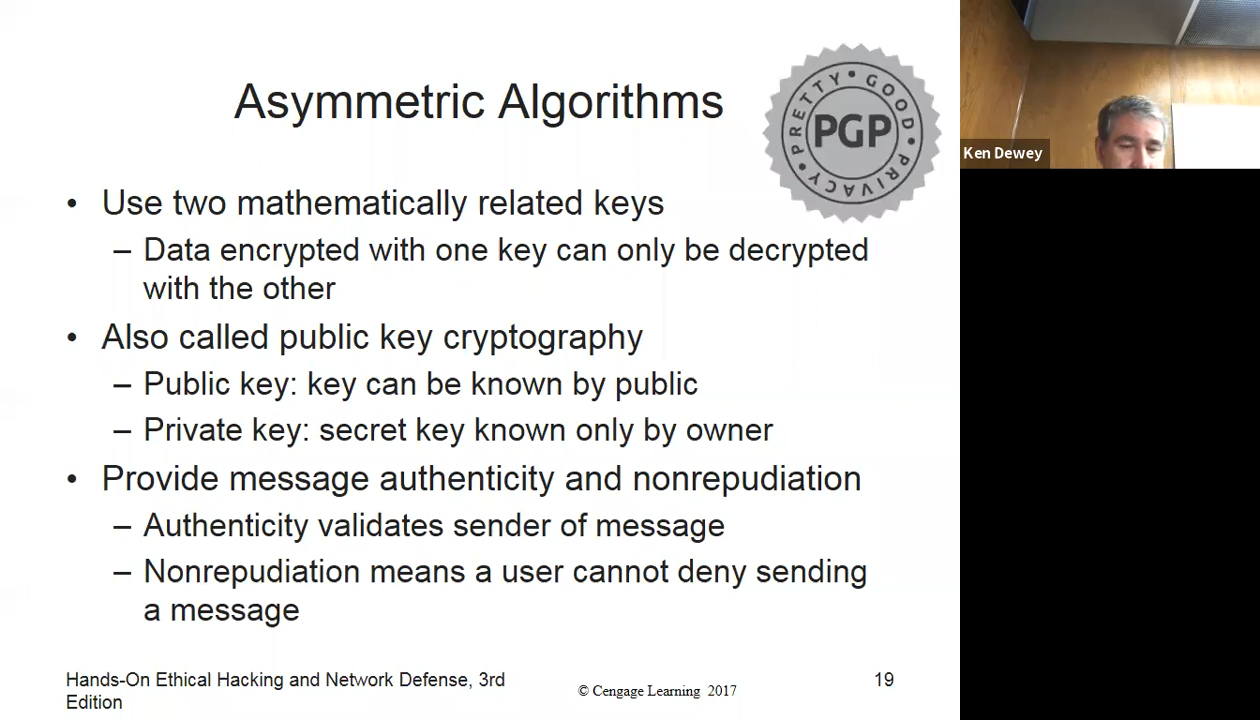 Asymmetric Algorithms
PRETTY • GOOD • PRIVACY •
PGP
Ken Dewey
• Use two mathematically related keys
– Data encrypted with one key can only be decrypted
with the other
• Also called public key cryptography
– Public key: key can be known by public
– Private key: secret key known only by owner
• Provide message authenticity and nonrepudiation
– Authenticity validates sender of message
– Nonrepudiation means a user cannot deny sending
a message
Hands-On Ethical Hacking and Network Defense, 3rd
Edition
© Cengage Learning 2017
19